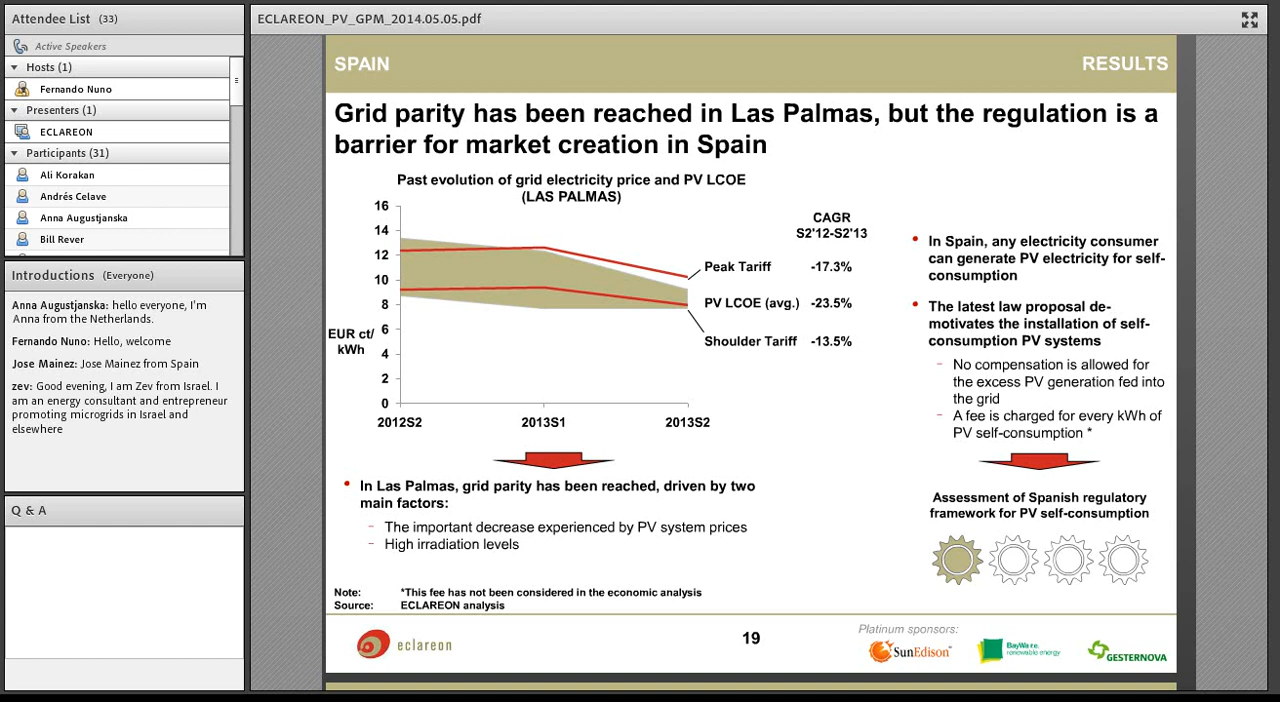 Attendee List (33)
Active Speakers
Hosts (1)
Fernando Nuno
Presenters (1)
ECLAREON
Participants (31)
Ali Korakan
Andrés Celave
Anna Augustjanska
Bill Rever
Introductions (Everyone)
Anna Augustjanska: hello everyone, I'm
Anna from the Netherlands.
Fernando Nuno: Hello, welcome
Jose Mainez: Jose Mainez from Spain
zev: Good evening, I am Zev from Israel. I
am an energy consultant and entrepreneur
promoting microgrids in Israel and
elsewhere
Q & A
ECLAREON_PV_GPM_2014.05.05.pdf
SPAIN
RESULTS
Grid parity has been reached in Las Palmas, but the regulation is a
barrier for market creation in Spain
Past evolution of grid electricity price and PV LCOE
(LAS PALMAS)
16
14
12
10
8
6
4
2
0
EUR ct/
kWh
2012S2
2013S1
2013S2
CAGR
S2'12-S2'13
Peak Tariff -17.3%
PV LCOE (avg.) -23.5%
Shoulder Tariff -13.5%
In Las Palmas, grid parity has been reached, driven by two
main factors:
The important decrease experienced by PV system prices
High irradiation levels
In Spain, any electricity consumer
can generate PV electricity for self-
consumption
The latest law proposal de-
motivates the installation of self-
consumption PV systems
No compensation is allowed for
the excess PV generation fed into
the grid
A fee is charged for every kWh of
PV self-consumption *
Assessment of Spanish regulatory
framework for PV self-consumption
Note: *This fee has not been considered in the economic analysis
Source: ECLAREON analysis
eclareon
19
Platinum sponsors:
SunEdison
BayWa r.e.
renewable energy
GESTERNOVA